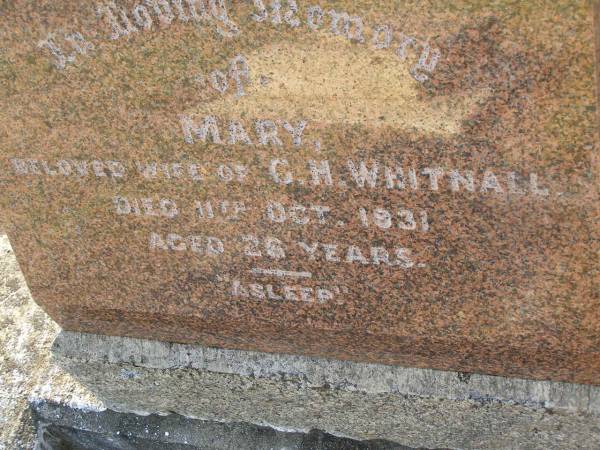 In Loving Memory
of
MARY,
BELOVED WIFE OF G. H. WHITNALL.
DIED 11TH OCT. 1931
AGED 26 YEARS.
"ASLEEP."